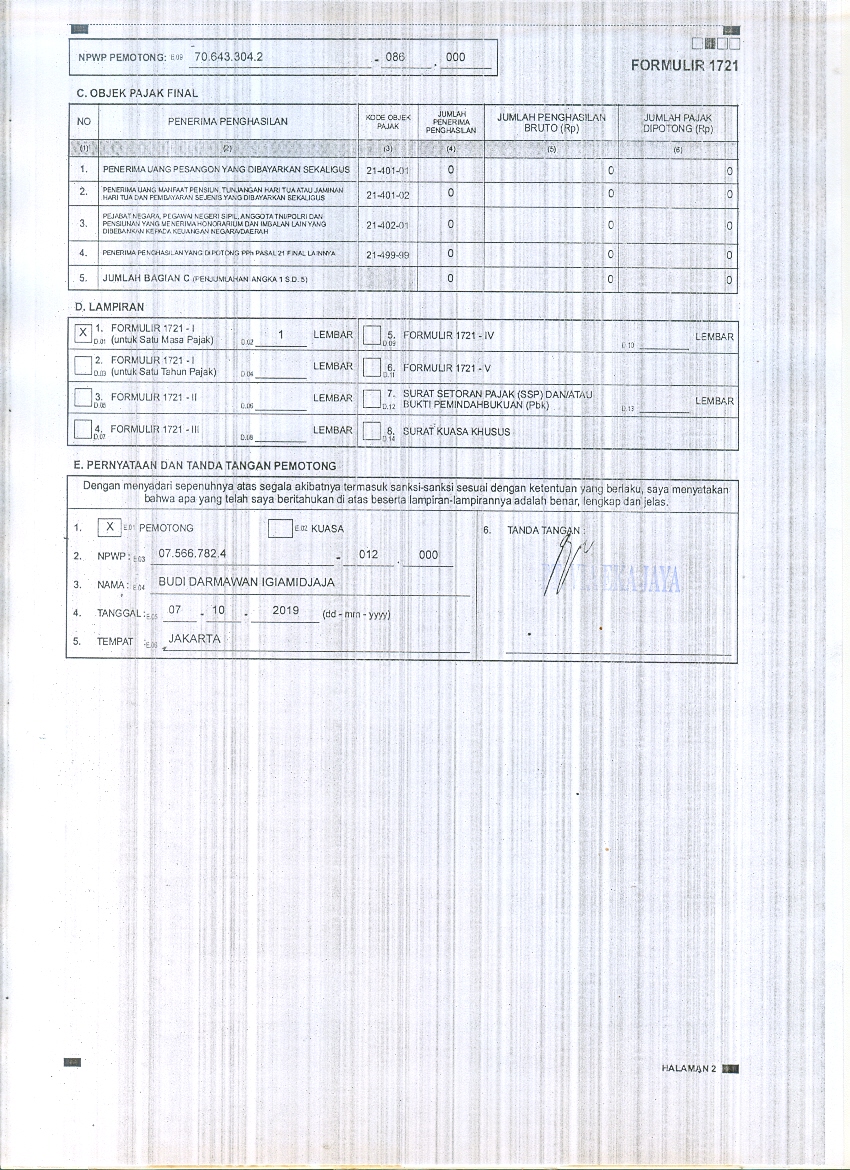 NPWP PEMOTONG: E.09 70.643.304.2 - 086 . 000
FORMULIR 1721
C. OBJEK PAJAK FINAL
NO PENERIMA PENGHASILAN KODE OBJEK PAJAK JUMLAH PENERIMA PENGHASILAN JUMLAH PENGHASILAN BRUTO (Rp) JUMLAH PAJAK DIPOTONG (Rp)
(1) (2) (3) (4) (5) (6)
1. PENERIMA UANG PESANGON YANG DIBAYARKAN SEKALIGUS 21-401-01 0 0 0
2. PENERIMA UANG MANFAAT PENSIUN, TUNJANGAN HARI TUA ATAU JAMINAN HARI TUA DAN PEMBAYARAN SEJENIS YANG DIBAYARKAN SEKALIGUS 21-401-02 0 0 0
3. PEJABAT NEGARA, PEGAWAI NEGERI SIPIL, ANGGOTA TNI/POLRI DAN PENSIUNAN YANG MENERIMA HONORARIUM DAN IMBALAN LAIN YANG DIBEBANKAN KEPADA KEUANGAN NEGARA/DAERAH 21-402-01 0 0 0
4. PENERIMA PENGHASILAN YANG DIPOTONG PPh PASAL 21 FINAL LAINNYA 21-499-99 0 0 0
5. JUMLAH BAGIAN C (PENJUMLAHAN ANGKA 1 S.D. 5) 0 0 0
D. LAMPIRAN
X D.01 1. FORMULIR 1721 - I (untuk Satu Masa Pajak) D.02 1 LEMBAR
D.09 5. FORMULIR 1721 - IV D.10 LEMBAR
D.03 2. FORMULIR 1721 - I (untuk Satu Tahun Pajak) D.04 LEMBAR
D.11 6. FORMULIR 1721 - V
3. FORMULIR 1721 - II D.06 LEMBAR
D.12 7. SURAT SETORAN PAJAK (SSP) DAN/ATAU BUKTI PEMINDAHBUKUAN (Pbk) D.13 LEMBAR
D.07 4. FORMULIR 1721 - III D.08 LEMBAR
D.14 8. SURAT KUASA KHUSUS
E. PERNYATAAN DAN TANDA TANGAN PEMOTONG
Dengan menyadari sepenuhnya atas segala akibatnya termasuk sanksi-sanksi sesuai dengan ketentuan yang berlaku, saya menyatakan
bahwa apa yang telah saya beritahukan di atas beserta lampiran-lampirannya adalah benar, lengkap dan jelas.
1. X E.01 PEMOTONG E.02 KUASA
6. TANDA TANGAN :
2. NPWP : E.03 07.566.782.4 - 012 . 000
3. NAMA : E.04 BUDI DARMAWAN IGIAMIDJAJA
4. TANGGAL : E.05 07 - 10 - 2019 (dd - mm - yyyy)
5. TEMPAT : E.06 JAKARTA
HALAMAN 2